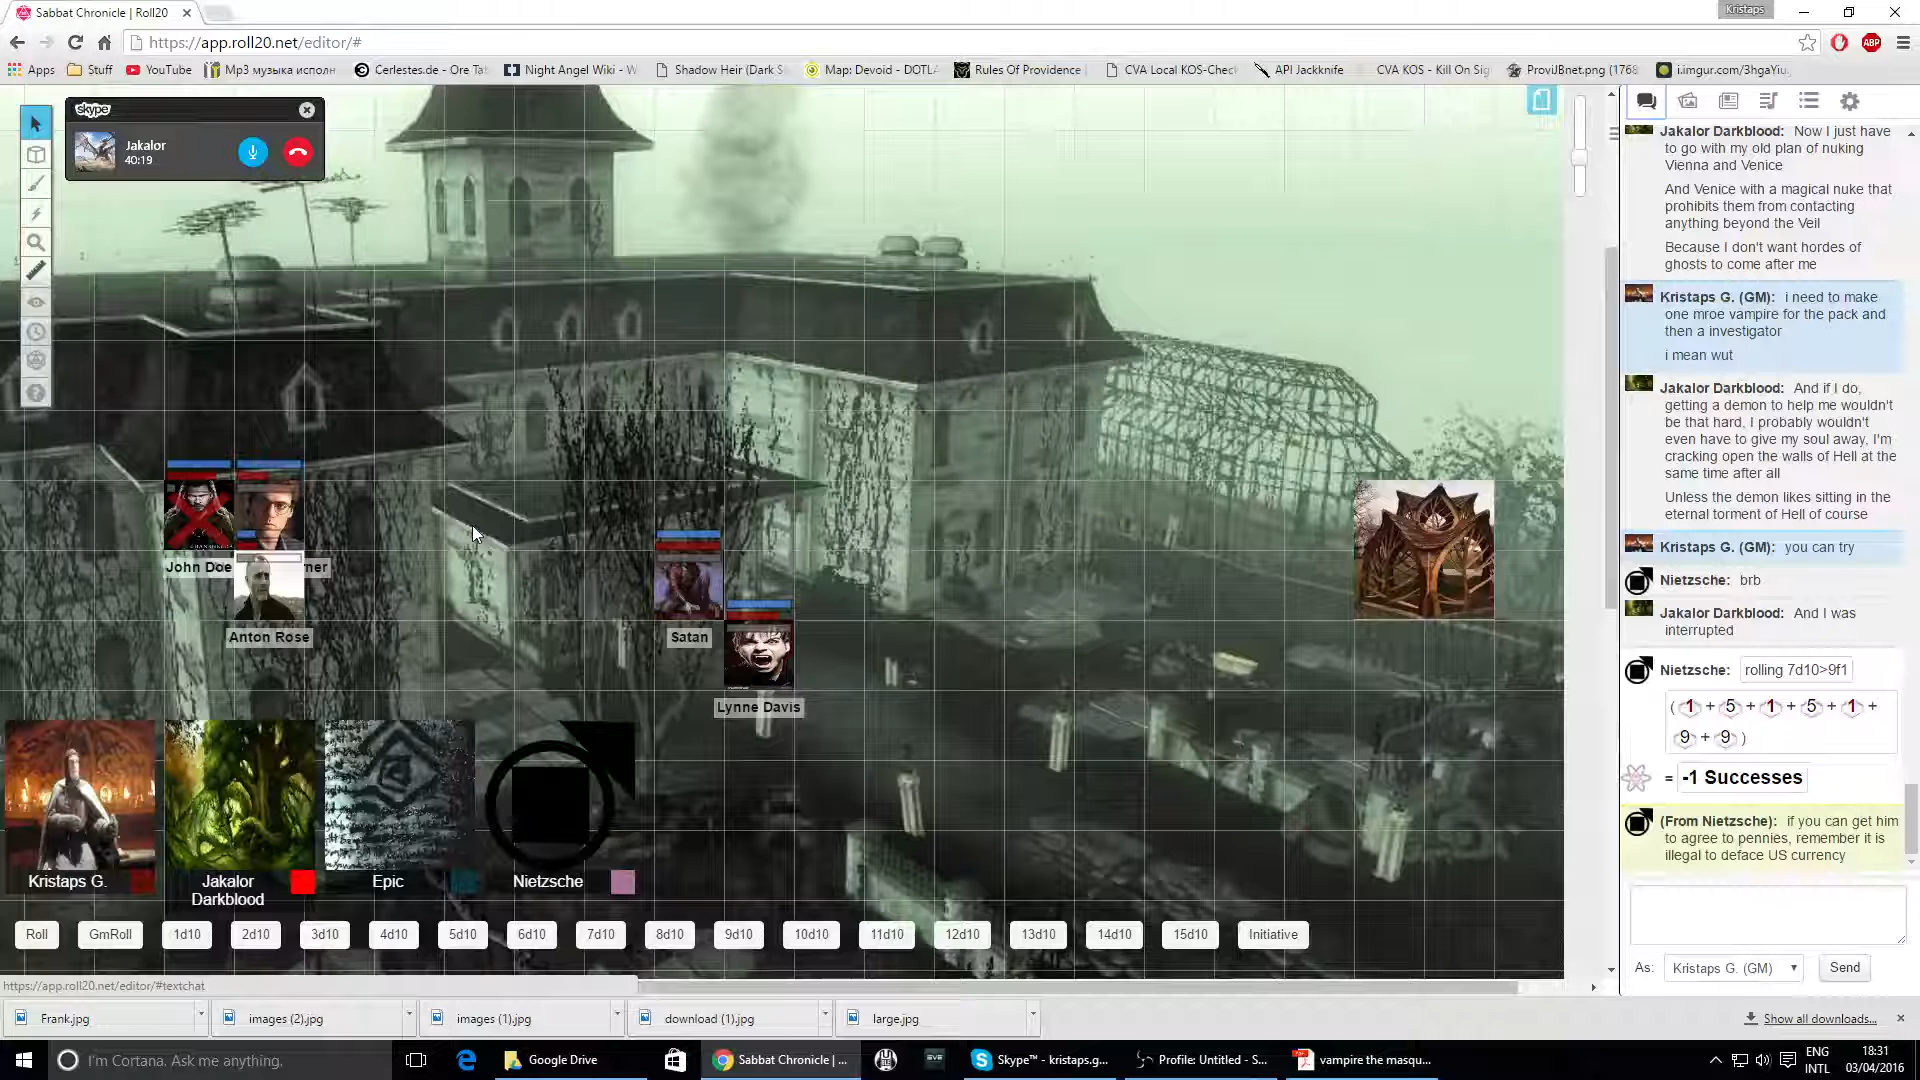 Sabbat Chronicle | Roll20
Kristaps
https://app.roll20.net/editor/#
Apps
Stuff
YouTube
Mp3 музыка исполн
Cerlestes.de - Ore Tat
Night Angel Wiki - W
Shadow Heir (Dark S
Map: Devoid - DOTLA
Rules Of Providence
CVA Local KOS-Check
API Jackknife
CVA KOS - Kill On Sig
ProviJBnet.png (1768
i.imgur.com/3hgaYiu.
skype
Jakalor
40:19
ABP
John Doe
rner
Anton Rose
Satan
Lynne Davis
Kristaps G.
Jakalor
Darkblood
Epic
Nietzsche
Roll
GmRoll
1d10
2d10
3d10
4d10
5d10
6d10
7d10
8d10
9d10
10d10
11d10
12d10
13d10
14d10
15d10
Initiative
Jakalor Darkblood: Now I just have
to go with my old plan of nuking
Vienna and Venice
And Venice with a magical nuke that
prohibits them from contacting
anything beyond the Veil
Because I don't want hordes of
ghosts to come after me
Kristaps G. (GM): i need to make
one mroe vampire for the pack and
then a investigator
i mean wut
Jakalor Darkblood: And if I do,
getting a demon to help me wouldn't
be that hard, I probably wouldn't
even have to give my soul away, I'm
cracking open the walls of Hell at the
same time after all
Unless the demon likes sitting in the
eternal torment of Hell of course
Kristaps G. (GM): you can try
Nietzsche: brb
Jakalor Darkblood: And I was
interrupted
Nietzsche: rolling 7d10>9f1
( 1 + 5 + 1 + 5 + 1 +
9 + 9 )
= -1 Successes
(From Nietzsche): if you can get him
to agree to pennies, remember it is
illegal to deface US currency
As: Kristaps G. (GM)
Send
https://app.roll20.net/editor/#textchat
Frank.jpg
images (2).jpg
images (1).jpg
download (1).jpg
large.jpg
Show all downloads...
I'm Cortana. Ask me anything.
Google Drive
Sabbat Chronicle | ...
EVE
Skype™ - kristaps.g...
Profile: Untitled - S...
vampire the masqu...
ENG
INTL
18:31
03/04/2016